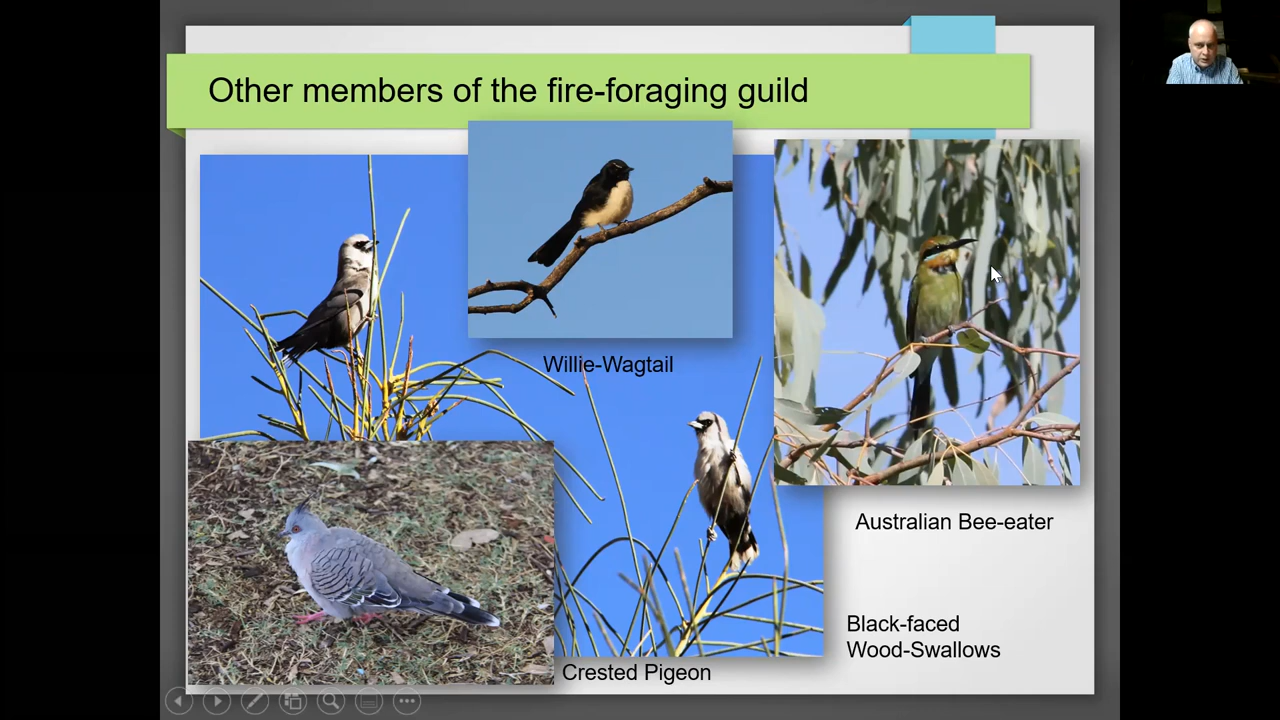 Other members of the fire-foraging guild
Willie-Wagtail
Australian Bee-eater
Black-faced
Wood-Swallows
Crested Pigeon